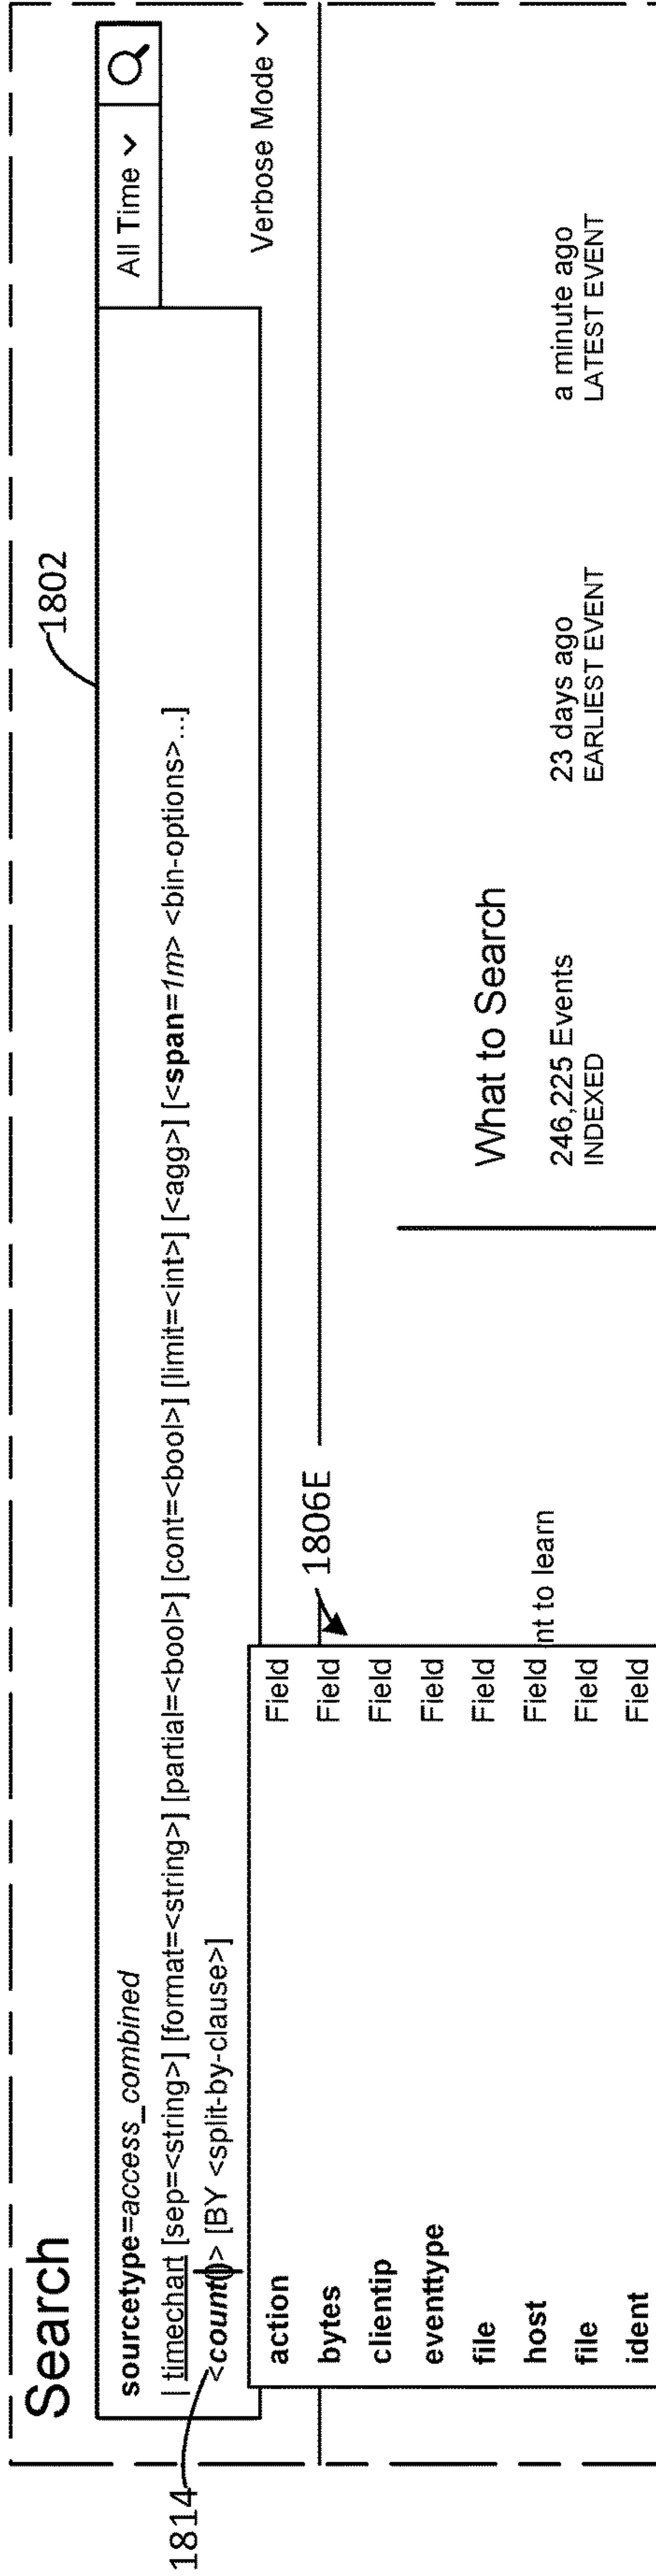 Search
1802
sourcetype=access_combined
All Time
| timechart [sep=<string>] [format=<string>] [partial=<bool>] [cont=<bool>] [limit=<int>] [<agg>] [<span=1m> <bin-options>...]
<count()> [BY <split-by-clause>]
1814
Verbose Mode
1806E
action Field
bytes Field
clientip Field
eventtype Field
file Field
host Field
file Field
ident Field
nt to learn
What to Search
246,225 Events
INDEXED
23 days ago
EARLIEST EVENT
a minute ago
LATEST EVENT